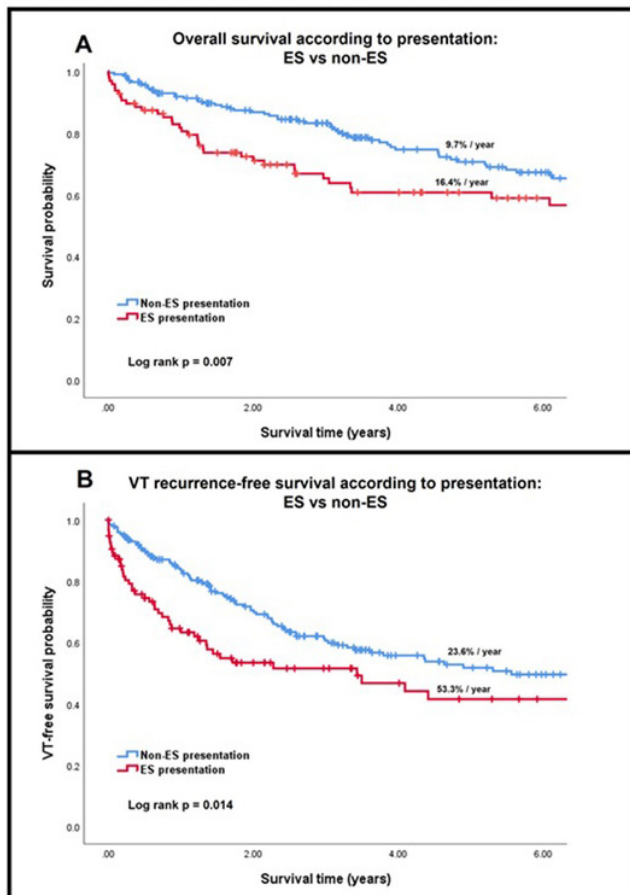 A
Overall survival according to presentation:
ES vs non-ES
Survival probability
1.0
0.8
0.6
0.4
0.2
0.0
9.7% / year
16.4% / year
Non-ES presentation
ES presentation
Log rank p = 0.007
.00 2.00 4.00 6.00
Survival time (years)
B
VT recurrence-free survival according to presentation:
ES vs non-ES
VT-free survival probability
1.0
0.8
0.6
0.4
0.2
0.0
23.6% / year
53.3% / year
Non-ES presentation
ES presentation
Log rank p = 0.014
.00 2.00 4.00 6.00
Survival time (years)